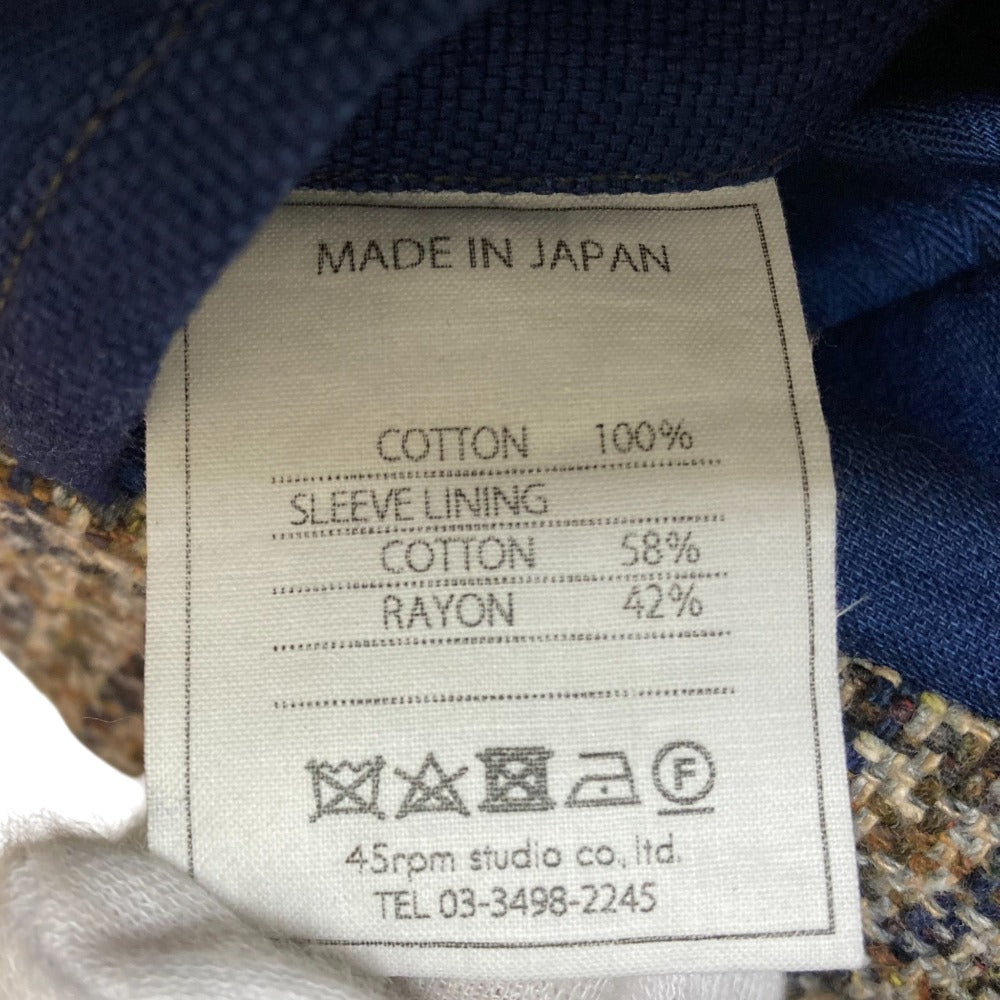 MADE IN JAPAN
COTTON 100%
SLEEVE LINING
COTTON 58%
RAYON 42%
F
45rpm studio co., ltd.
TEL 03-3498-2245